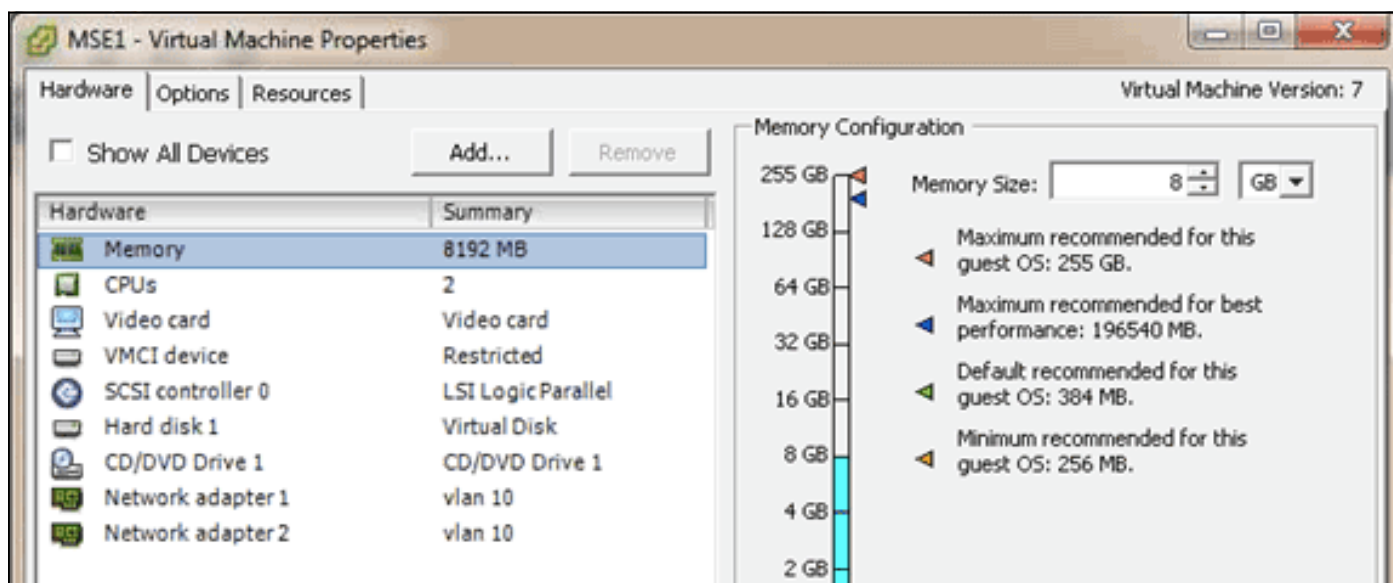 MSE1 - Virtual Machine Properties
Hardware Options Resources
Virtual Machine Version: 7
Show All Devices
Add...
Remove
Hardware Summary
Memory 8192 MB
CPUs 2
Video card Video card
VMCI device Restricted
SCSI controller 0 LSI Logic Parallel
Hard disk 1 Virtual Disk
CD/DVD Drive 1 CD/DVD Drive 1
Network adapter 1 vlan 10
Network adapter 2 vlan 10
Memory Configuration
255 GB
128 GB
64 GB
32 GB
16 GB
8 GB
4 GB
2 GB
Memory Size: 8 GB
Maximum recommended for this
guest OS: 255 GB.
Maximum recommended for best
performance: 196540 MB.
Default recommended for this
guest OS: 384 MB.
Minimum recommended for this
guest OS: 256 MB.